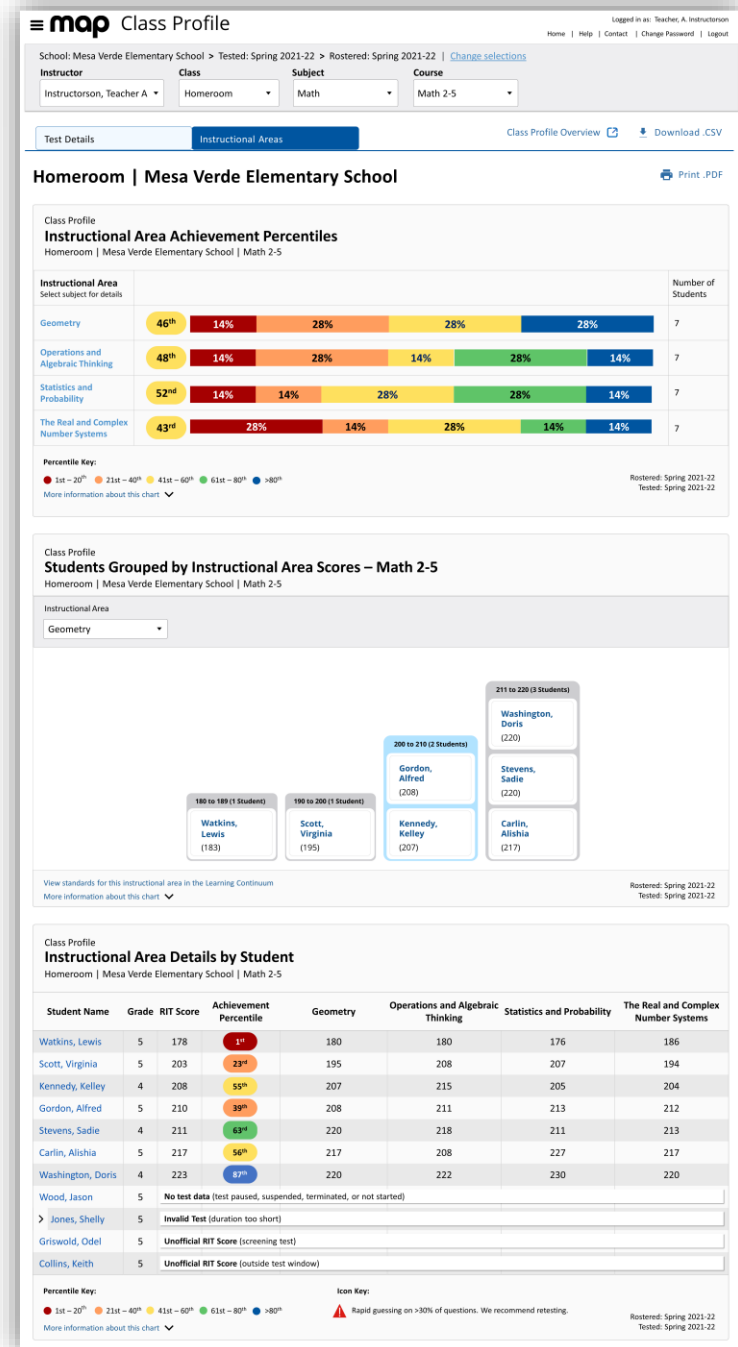 map Class Profile
Logged in as: Teacher, A. Instructorson
Home | Help | Contact | Change Password | Logout
School: Mesa Verde Elementary School > Tested: Spring 2021-22 > Rostered: Spring 2021-22 | Change selections
Instructor Class Subject Course
Instructorson, Teacher A Homeroom Math Math 2-5
Test Details Instructional Areas Class Profile Overview Download .CSV
Homeroom | Mesa Verde Elementary School Print .PDF
Class Profile
Instructional Area Achievement Percentiles
Homeroom | Mesa Verde Elementary School | Math 2-5
Instructional Area
Select subject for details
Number of
Students
Geometry 46th 14% 28% 28% 28% 7
Operations and
Algebraic Thinking 48th 14% 28% 14% 28% 14% 7
Statistics and
Probability 52nd 14% 14% 28% 28% 14% 7
The Real and Complex
Number Systems 43rd 28% 14% 28% 14% 14% 7
Percentile Key:
1st – 20th 21st – 40th 41st – 60th 61st – 80th >80th
More information about this chart
Rostered: Spring 2021-22
Tested: Spring 2021-22
Class Profile
Students Grouped by Instructional Area Scores – Math 2-5
Homeroom | Mesa Verde Elementary School | Math 2-5
Instructional Area
Geometry
180 to 189 (1 Student)
Watkins,
Lewis
(183)
190 to 200 (1 Student)
Scott,
Virginia
(195)
200 to 210 (2 Students)
Gordon,
Alfred
(208)
Kennedy,
Kelley
(207)
211 to 220 (3 Students)
Washington,
Doris
(220)
Stevens,
Sadie
(220)
Carlin,
Alishia
(217)
View standards for this instructional area in the Learning Continuum
More information about this chart
Rostered: Spring 2021-22
Tested: Spring 2021-22
Class Profile
Instructional Area Details by Student
Homeroom | Mesa Verde Elementary School | Math 2-5
Student Name Grade RIT Score Achievement Percentile Geometry Operations and Algebraic Thinking Statistics and Probability The Real and Complex Number Systems
Watkins, Lewis 5 178 1st 180 180 176 186
Scott, Virginia 5 203 23rd 195 208 207 194
Kennedy, Kelley 4 208 55th 207 215 205 204
Gordon, Alfred 5 210 39th 208 211 213 212
Stevens, Sadie 4 211 63rd 220 218 211 213
Carlin, Alishia 5 217 56th 217 208 227 217
Washington, Doris 4 223 87th 220 222 230 220
Wood, Jason 5 No test data (test paused, suspended, terminated, or not started)
Jones, Shelly 5 Invalid Test (duration too short)
Griswold, Odel 5 Unofficial RIT Score (screening test)
Collins, Keith 5 Unofficial RIT Score (outside test window)
Percentile Key: Icon Key:
1st – 20th 21st – 40th 41st – 60th 61st – 80th >80th Rapid guessing on >30% of questions. We recommend retesting.
More information about this chart
Rostered: Spring 2021-22
Tested: Spring 2021-22